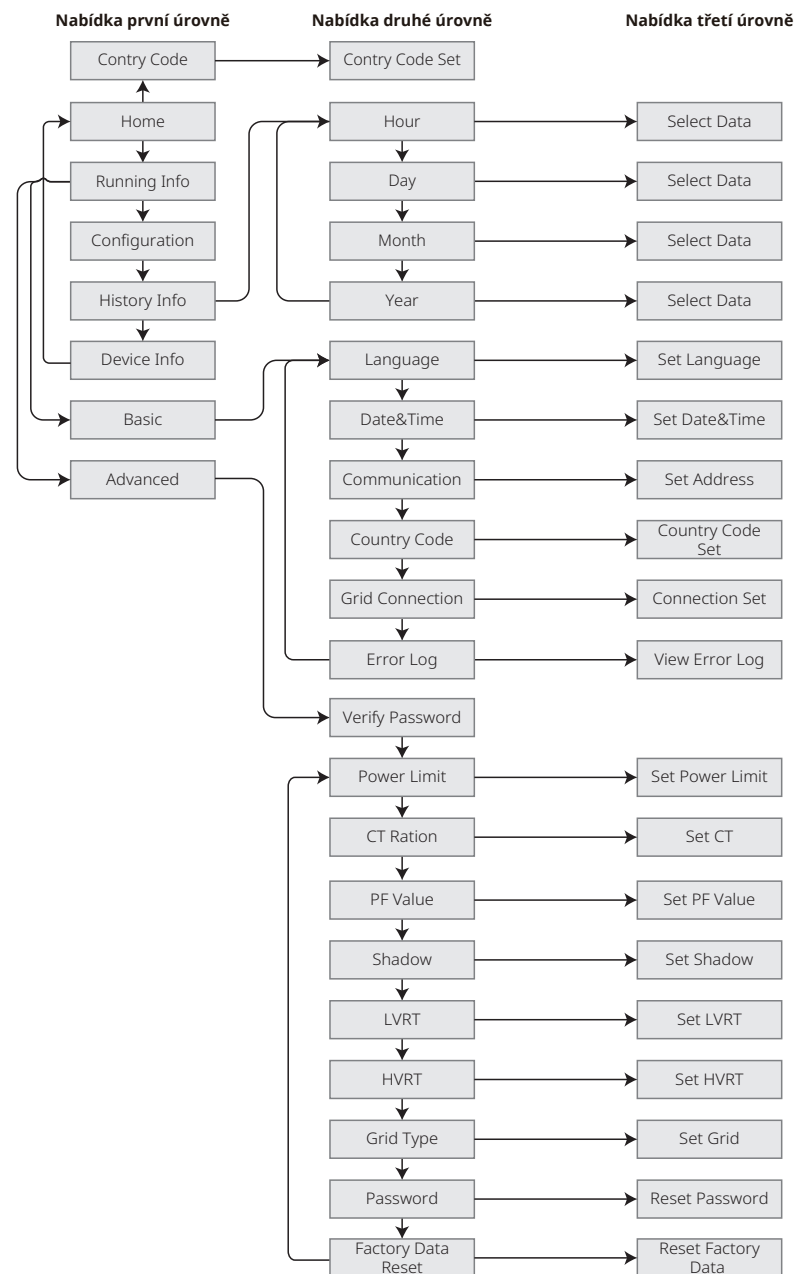 Nabídka první úrovně
Nabídka druhé úrovně
Nabídka třetí úrovně
Contry Code
Contry Code Set
Home
Hour
Select Data
Running Info
Day
Select Data
Configuration
Month
Select Data
History Info
Year
Select Data
Device Info
Language
Set Language
Basic
Date&Time
Set Date&Time
Advanced
Communication
Set Address
Country Code
Country Code
Set
Grid Connection
Connection Set
Error Log
View Error Log
Verify Password
Power Limit
Set Power Limit
CT Ration
Set CT
PF Value
Set PF Value
Shadow
Set Shadow
LVRT
Set LVRT
HVRT
Set HVRT
Grid Type
Set Grid
Password
Reset Password
Factory Data
Reset
Reset Factory
Data